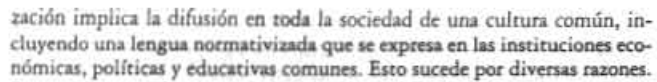 zación implica la difusión en toda la sociedad de una cultura común, in-
cluyendo una lengua normativizada que se expresa en las instituciones eco-
nómicas, políticas y educativas comunes. Esto sucede por diversas razones.